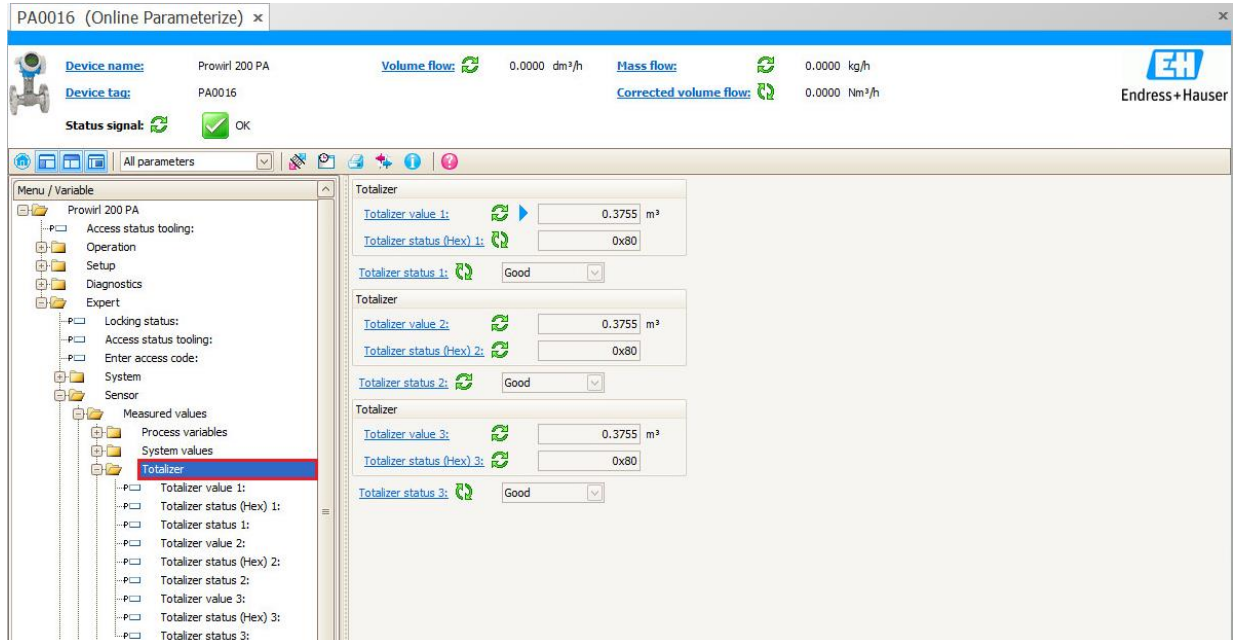 PA0016 (Online Parameterize) ×
×
Device name: Prowirl 200 PA Volume flow: 0.0000 dm³/h Mass flow: 0.0000 kg/h
Device tag: PA0016 Corrected volume flow: 0.0000 Nm³/h
Status signal: OK
EH
Endress+Hauser
All parameters
Menu / Variable
Prowirl 200 PA
Access status tooling:
Operation
Setup
Diagnostics
Expert
Locking status:
Access status tooling:
Enter access code:
System
Sensor
Measured values
Process variables
System values
Totalizer
Totalizer value 1:
Totalizer status (Hex) 1:
Totalizer status 1:
Totalizer value 2:
Totalizer status (Hex) 2:
Totalizer status 2:
Totalizer value 3:
Totalizer status (Hex) 3:
Totalizer status 3:
Totalizer
Totalizer value 1: 0.3755 m³
Totalizer status (Hex) 1: 0x80
Totalizer status 1: Good
Totalizer
Totalizer value 2: 0.3755 m³
Totalizer status (Hex) 2: 0x80
Totalizer status 2: Good
Totalizer
Totalizer value 3: 0.3755 m³
Totalizer status (Hex) 3: 0x80
Totalizer status 3: Good